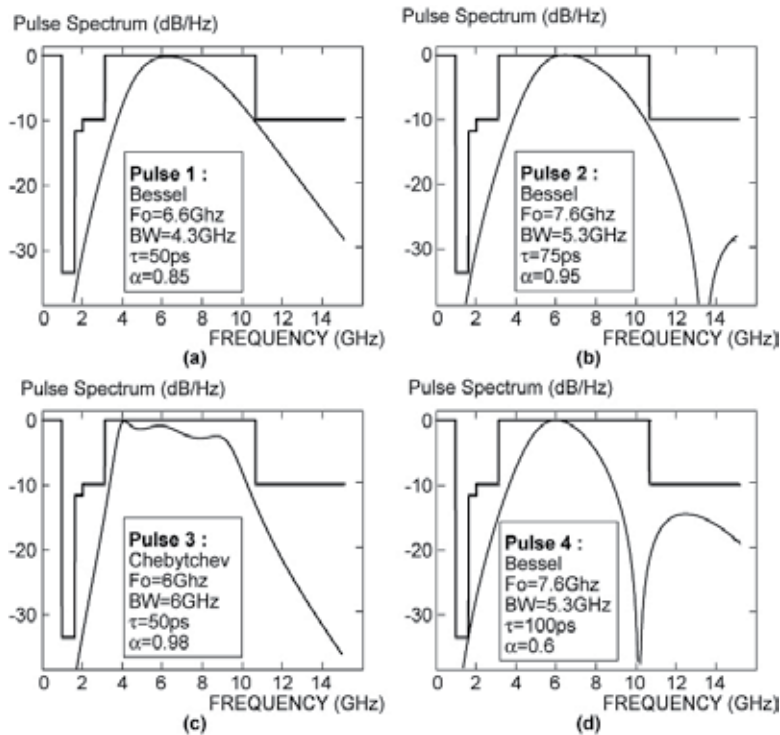 Pulse Spectrum (dB/Hz)
0
-10
-20
-30
Pulse 1 :
Bessel
Fo=6.6Ghz
BW=4.3GHz
τ=50ps
α=0.85
0 2 4 6 8 10 12 14
FREQUENCY (GHz)
(a)
Pulse Spectrum (dB/Hz)
0
-10
-20
-30
Pulse 2 :
Bessel
Fo=7.6Ghz
BW=5.3GHz
τ=75ps
α=0.95
0 2 4 6 8 10 12 14
FREQUENCY (GHz)
(b)
Pulse Spectrum (dB/Hz)
0
-10
-20
-30
Pulse 3 :
Chebytchev
Fo=6Ghz
BW=6GHz
τ=50ps
α=0.98
0 2 4 6 8 10 12 14
FREQUENCY (GHz)
(c)
Pulse Spectrum (dB/Hz)
0
-10
-20
-30
Pulse 4 :
Bessel
Fo=7.6Ghz
BW=5.3GHz
τ=100ps
α=0.6
0 2 4 6 8 10 12 14
FREQUENCY (GHz)
(d)